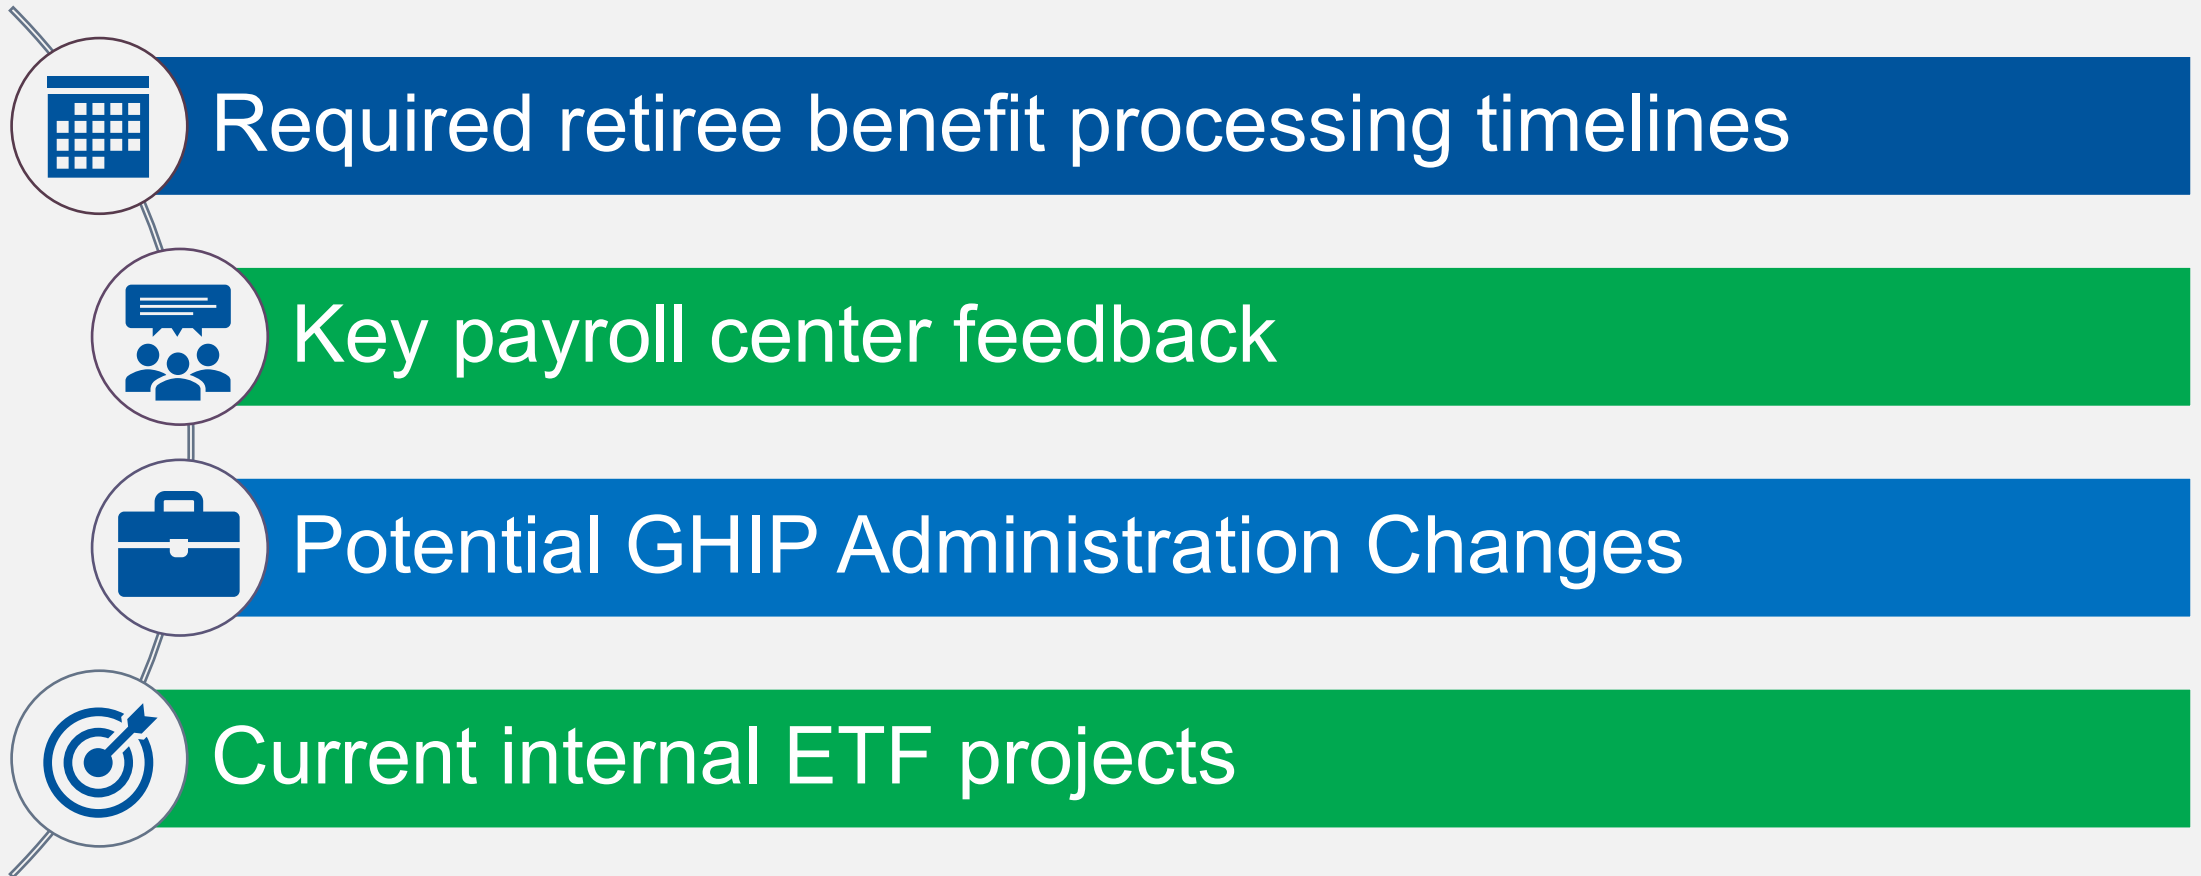 Required retiree benefit processing timelines
Key payroll center feedback
Potential GHIP Administration Changes
Current internal ETF projects